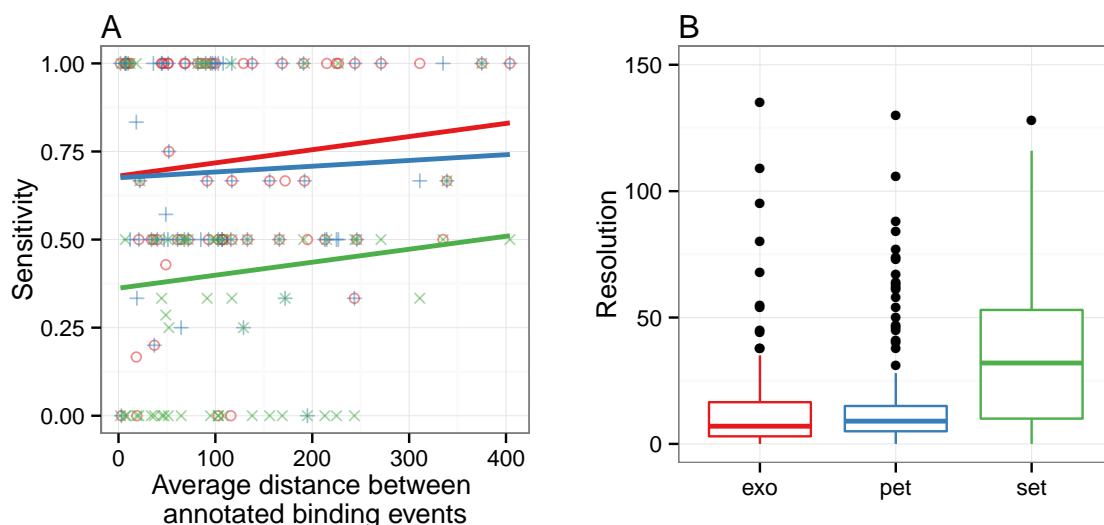 A
1.00
0.75
0.50
0.25
0.00
Sensitivity
0 100 200 300 400
Average distance between
annotated binding events
B
150
100
50
0
Resolution
exo pet set